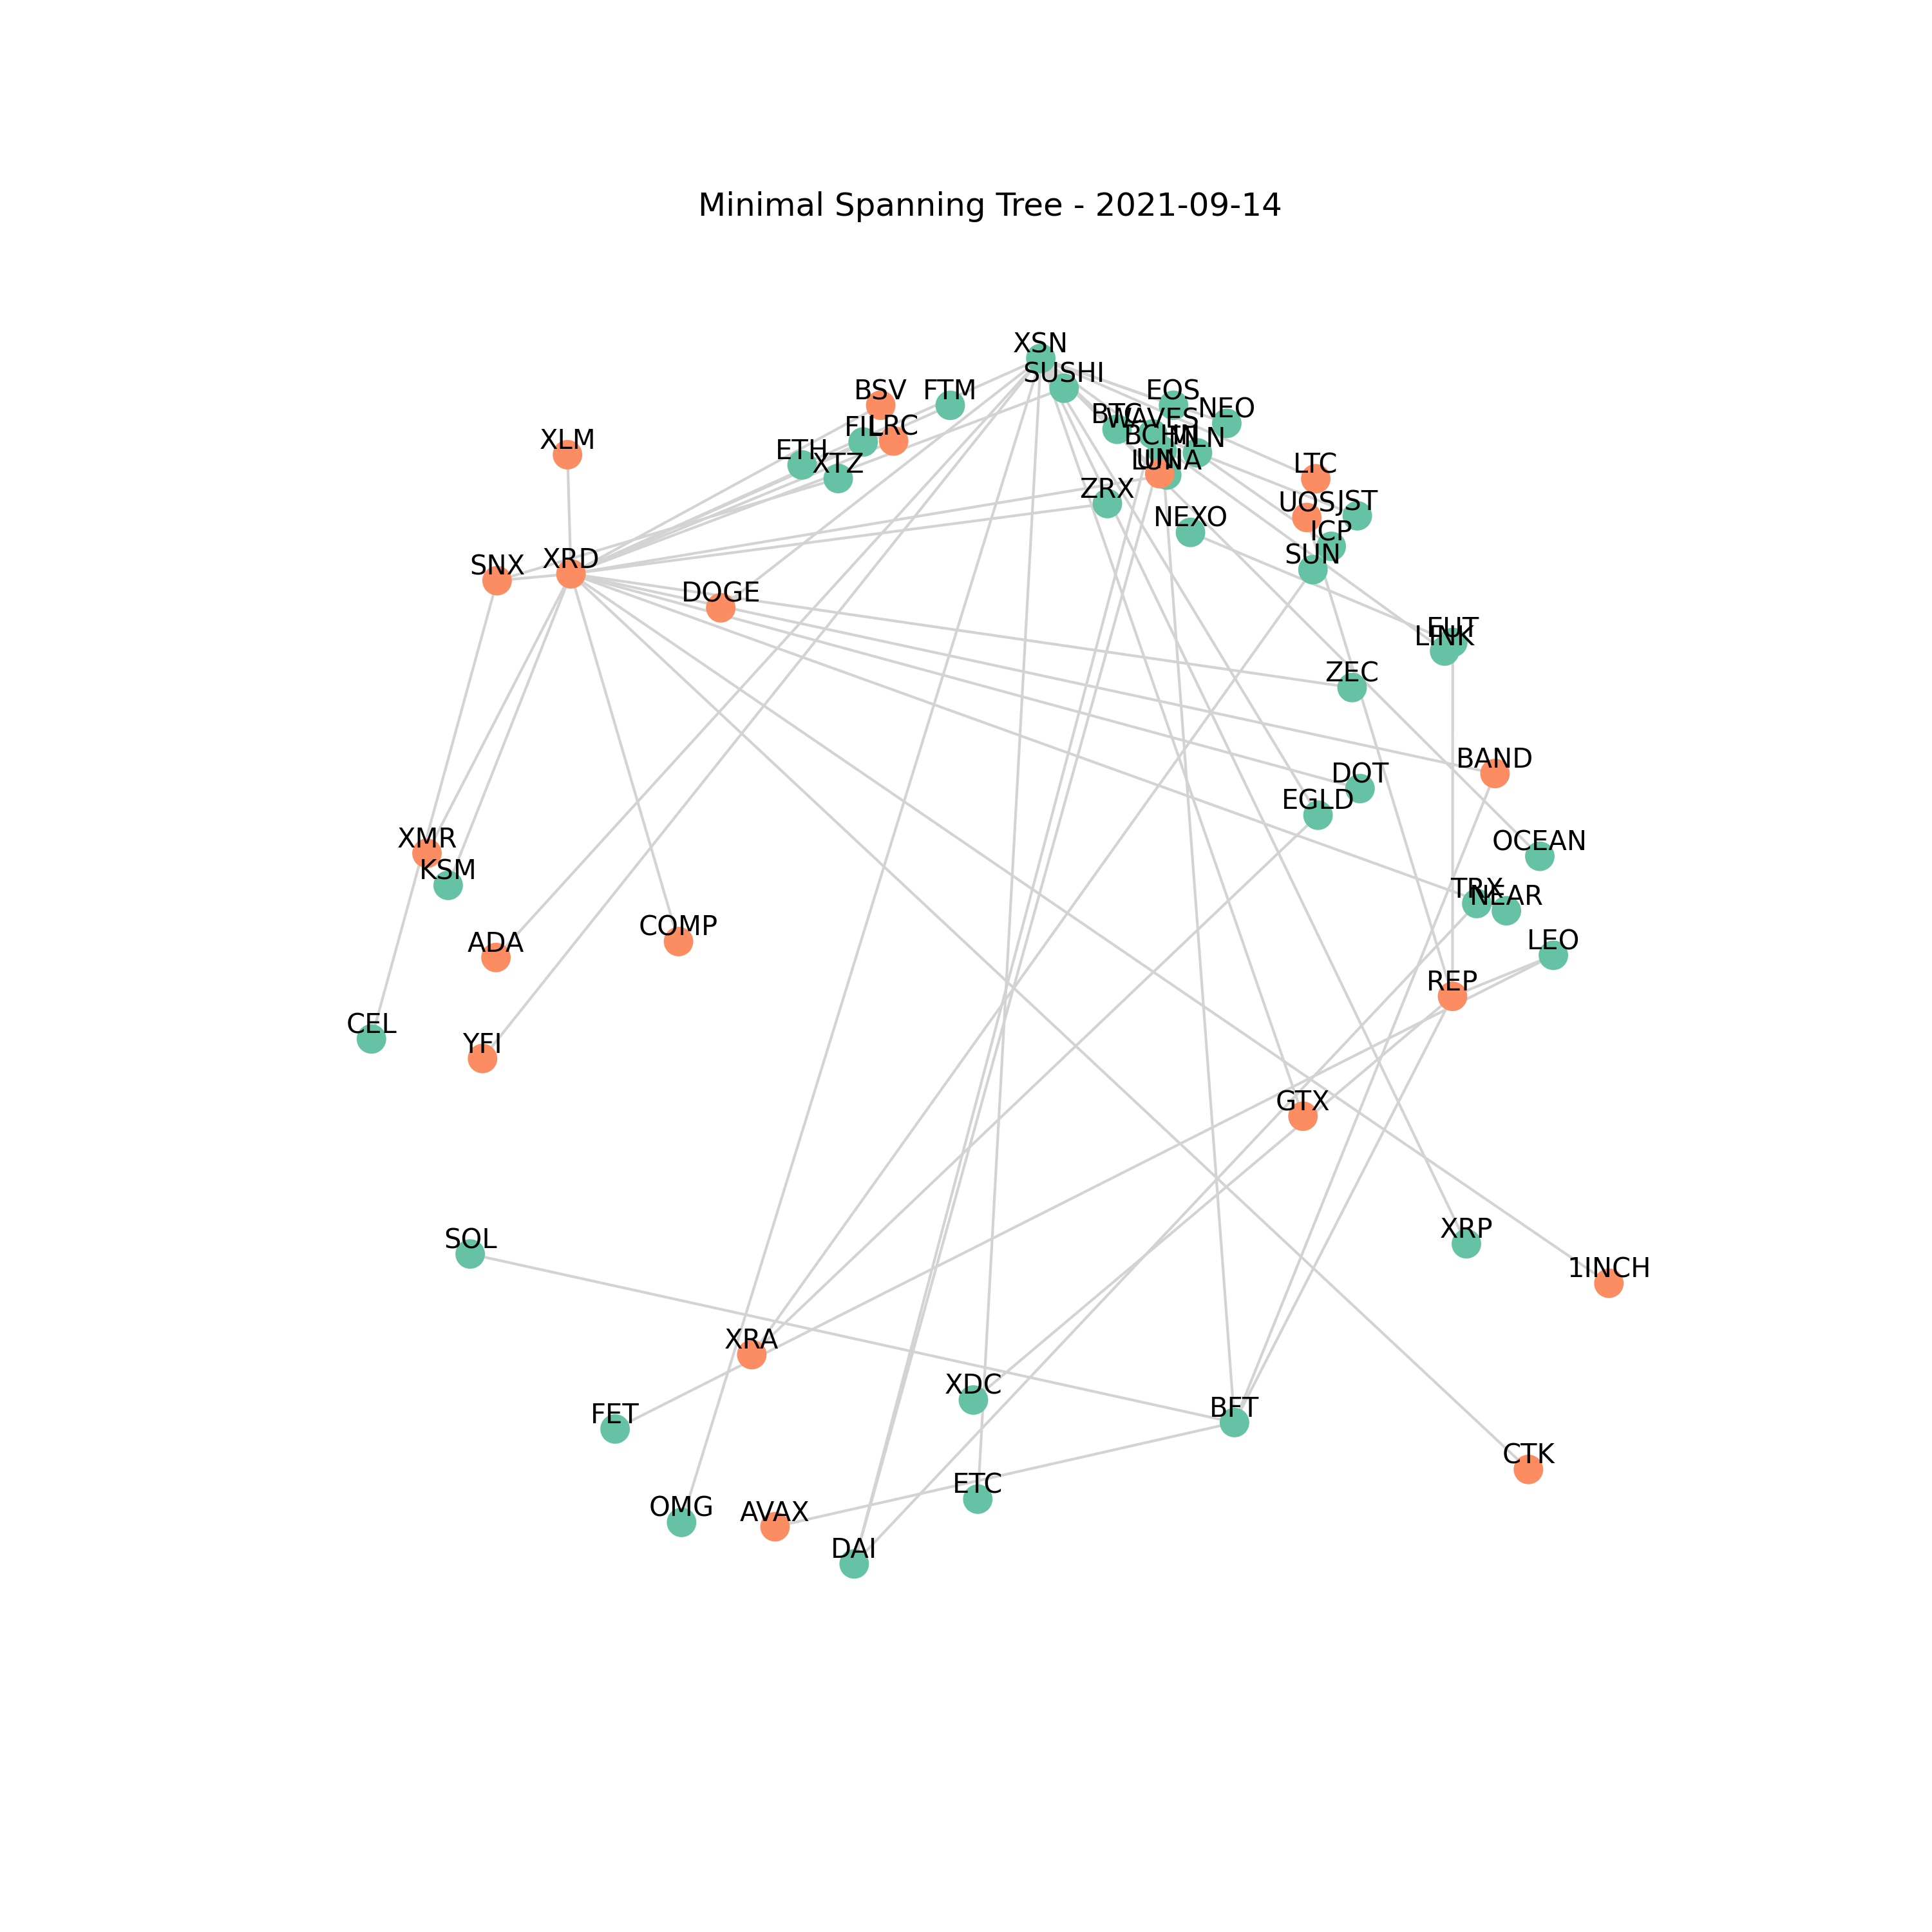 Minimal Spanning Tree - 2021-09-14
XSN
SUSHI
BSV
FTM
EOS
NEO
BTC
WAVES
XLM
FIL
LRC
BCHN
MLN
ETH
XTZ
UNI
LUNA
LTC
ZRX
UOS
JST
NEXO
ICP
SNX
XRD
SUN
DOGE
LINK
ZEC
BAND
DOT
EGLD
XMR
OCEAN
KSM
TRX
NEAR
COMP
ADA
LEO
REP
CEL
YFI
GTX
SOL
XRP
1INCH
XRA
XDC
BFT
FET
CTK
ETC
OMG
AVAX
DAI